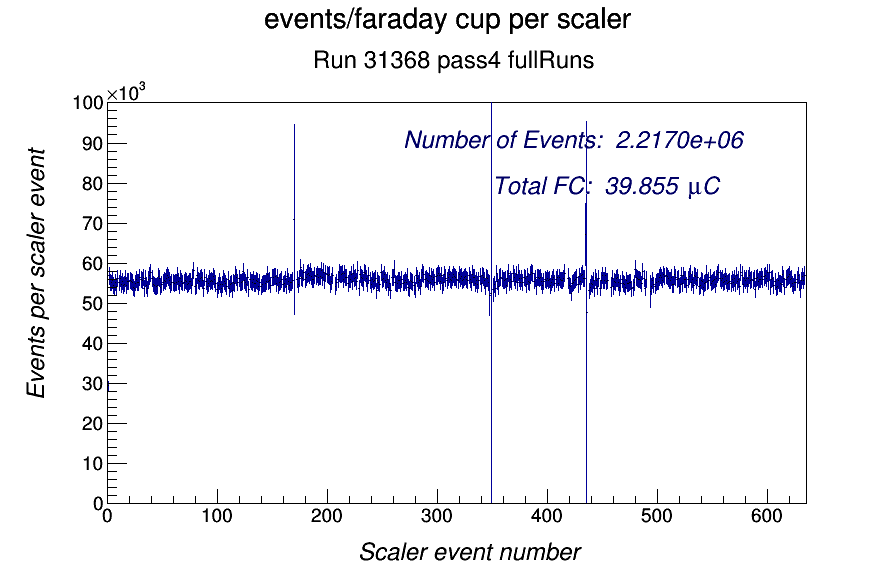 events/faraday cup per scaler
Run 31368 pass4 fullRuns
×10³
100
90
80
70
60
50
40
30
20
10
0
Events per scaler event
Number of Events: 2.2170e+06
Total FC: 39.855 μC
0 100 200 300 400 500 600
Scaler event number